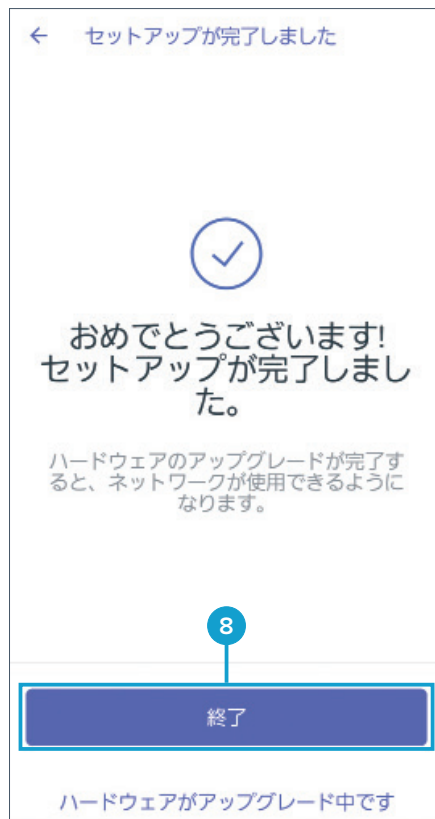 ← セットアップが完了しました
おめでとうございます!
セットアップが完了しまし
た。
ハードウェアのアップグレードが完了す
ると、ネットワークが使用できるように
なります。
8
終了
ハードウェアがアップグレード中です